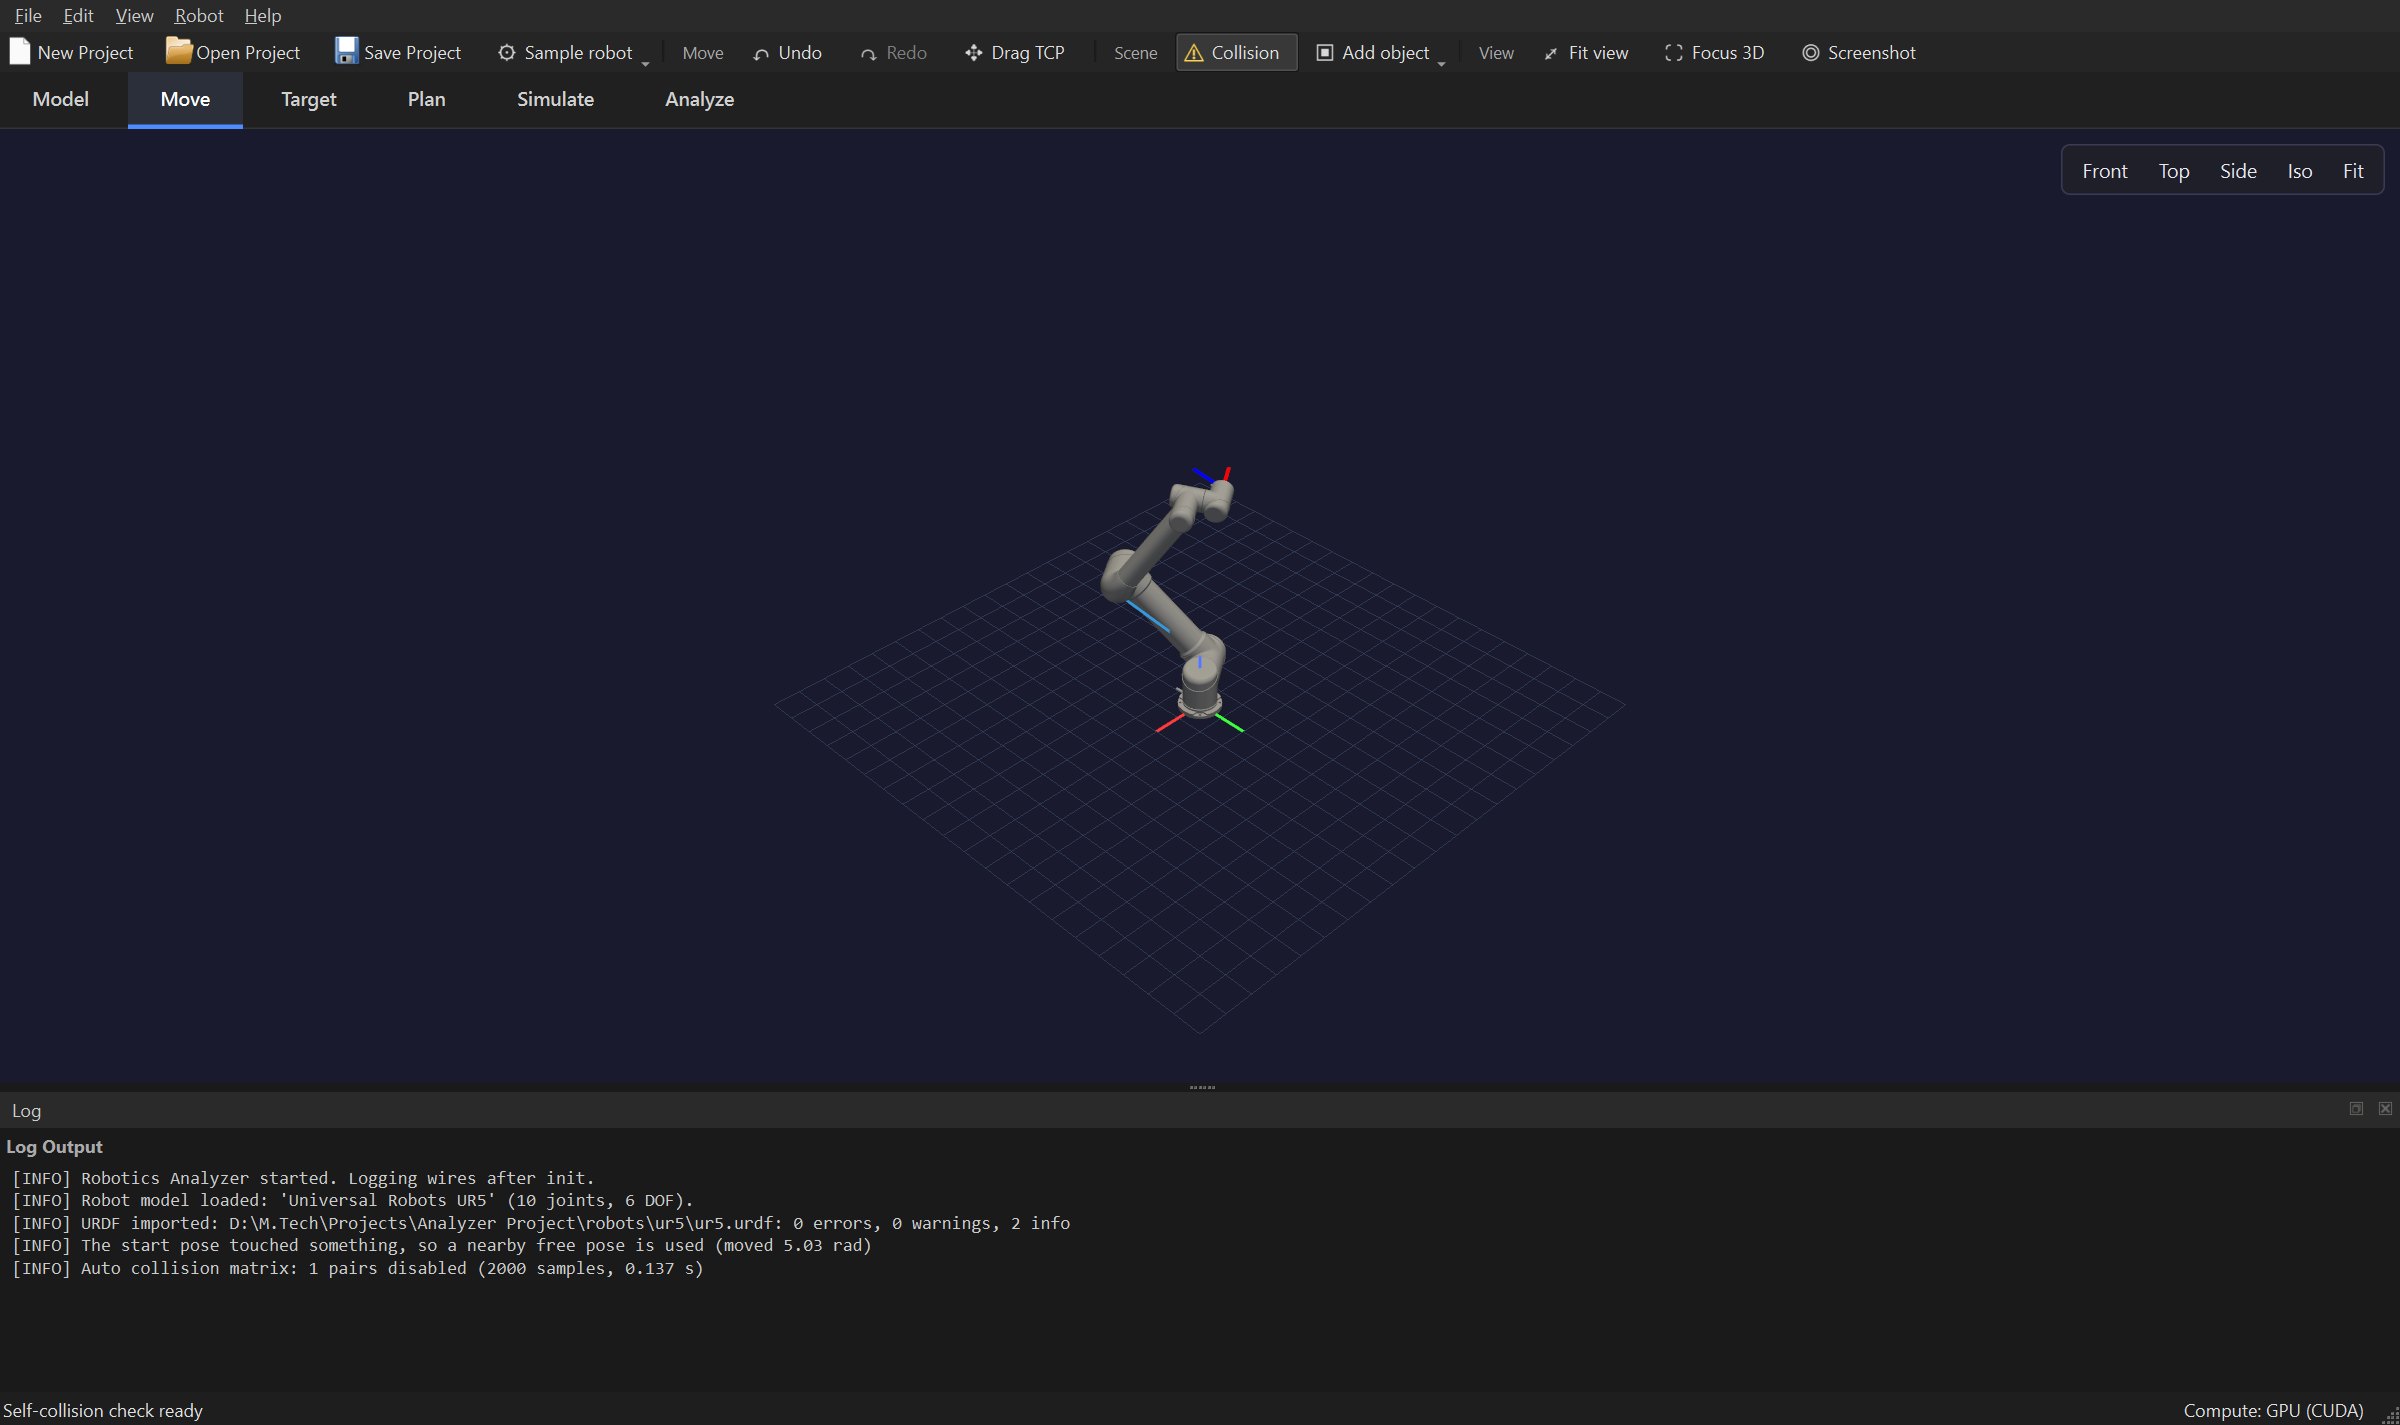 File Edit View Robot Help
New Project Open Project Save Project Sample robot Move Undo Redo Drag TCP Scene Collision Add object View Fit view Focus 3D Screenshot
Model Move Target Plan Simulate Analyze
Front Top Side Iso Fit
Log
Log Output
[INFO] Robotics Analyzer started. Logging wires after init.
[INFO] Robot model loaded: 'Universal Robots UR5' (10 joints, 6 DOF).
[INFO] URDF imported: D:\M.Tech\Projects\Analyzer Project\robots\ur5\ur5.urdf: 0 errors, 0 warnings, 2 info
[INFO] The start pose touched something, so a nearby free pose is used (moved 5.03 rad)
[INFO] Auto collision matrix: 1 pairs disabled (2000 samples, 0.137 s)
Self-collision check ready Compute: GPU (CUDA)